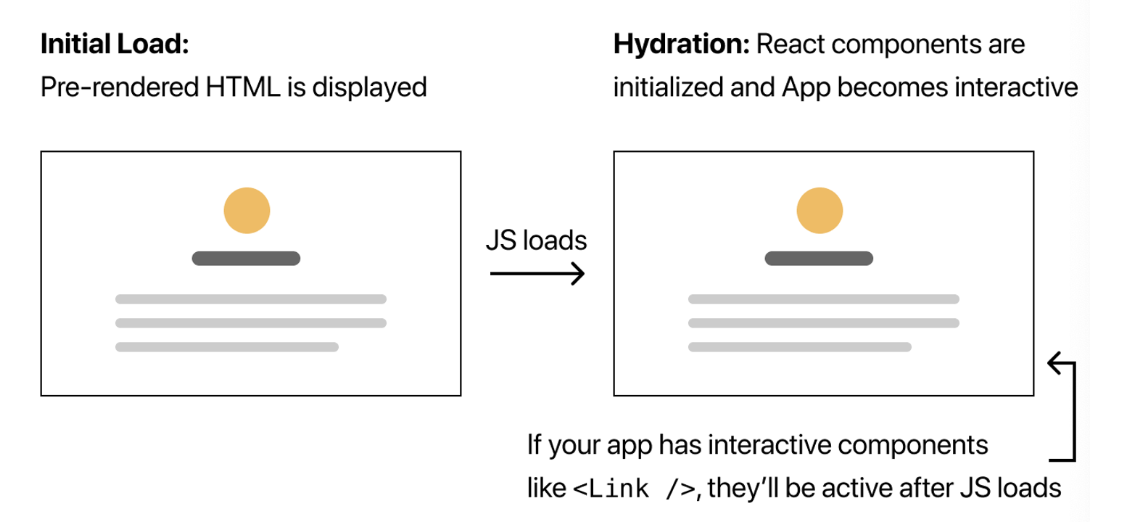 Initial Load:
Pre-rendered HTML is displayed
Hydration: React components are
initialized and App becomes interactive
JS loads
If your app has interactive components
like <Link />, they’ll be active after JS loads